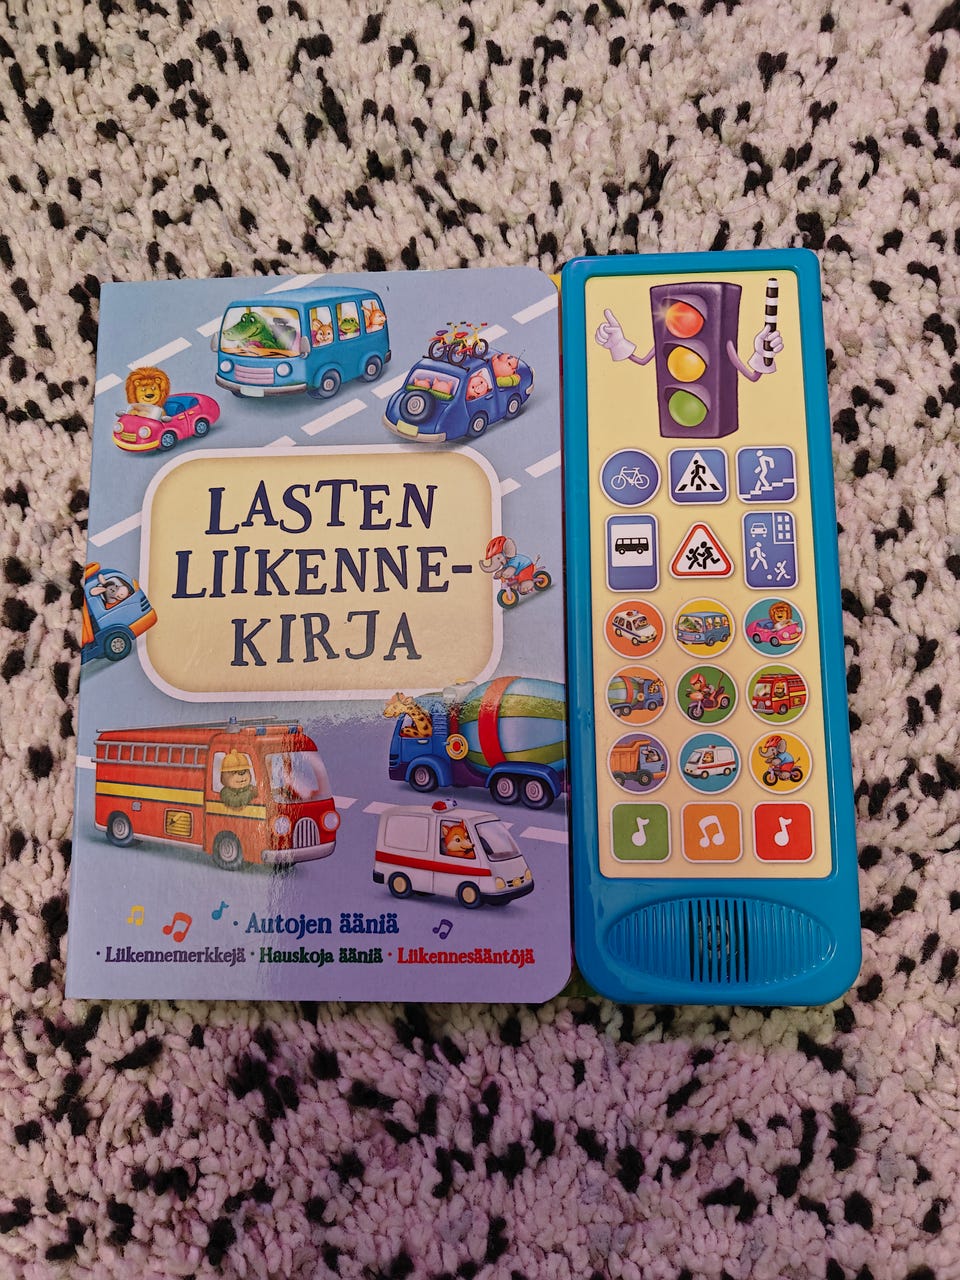 LASTEN
LIIKENNE-
KIRJA
· Autojen ääniä
· Liikennemerkkejä · Hauskoja ääniä · Liikennesääntöjä